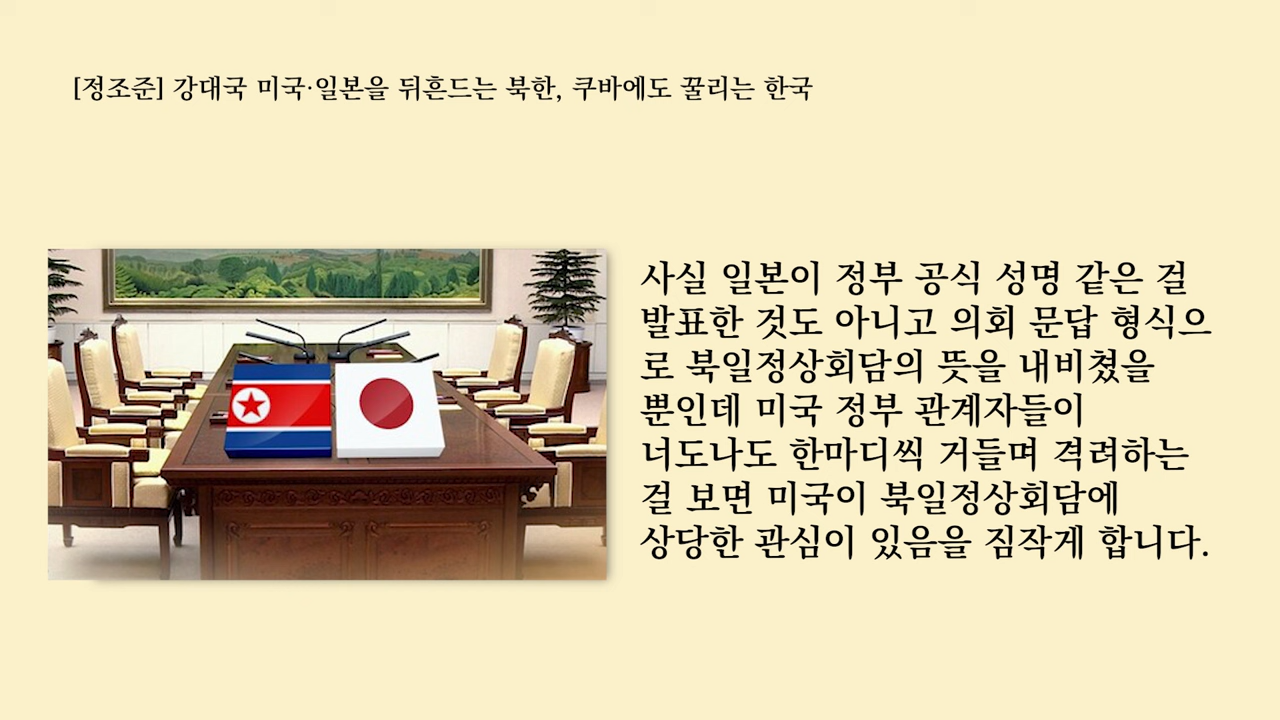 [정조준] 강대국 미국·일본을 뒤흔드는 북한, 쿠바에도 꿀리는 한국
사실 일본이 정부 공식 성명 같은 걸
발표한 것도 아니고 의회 문답 형식으
로 북일정상회담의 뜻을 내비쳤을
뿐인데 미국 정부 관계자들이
너도나도 한마디씩 거들며 격려하는
걸 보면 미국이 북일정상회담에
상당한 관심이 있음을 짐작게 합니다.